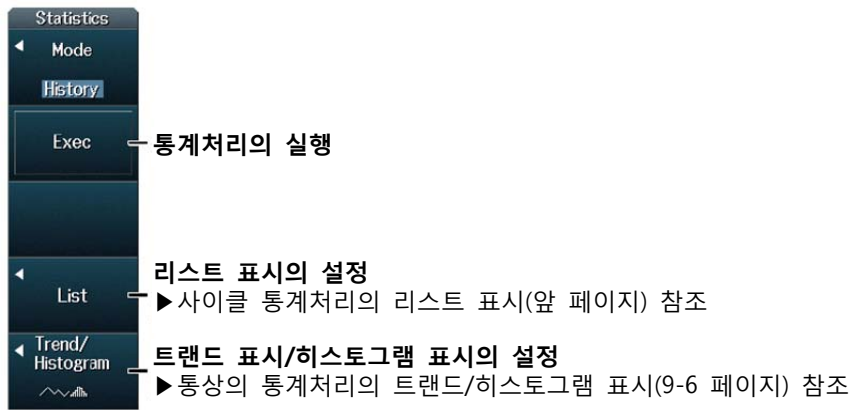 Statistics
Mode
History
Exec
통계처리의 실행
List
리스트 표시의 설정
▶사이클 통계처리의 리스트 표시(앞 페이지) 참조
Trend/
Histogram
트랜드 표시/히스토그램 표시의 설정
▶통상의 통계처리의 트랜드/히스토그램 표시(9-6 페이지) 참조